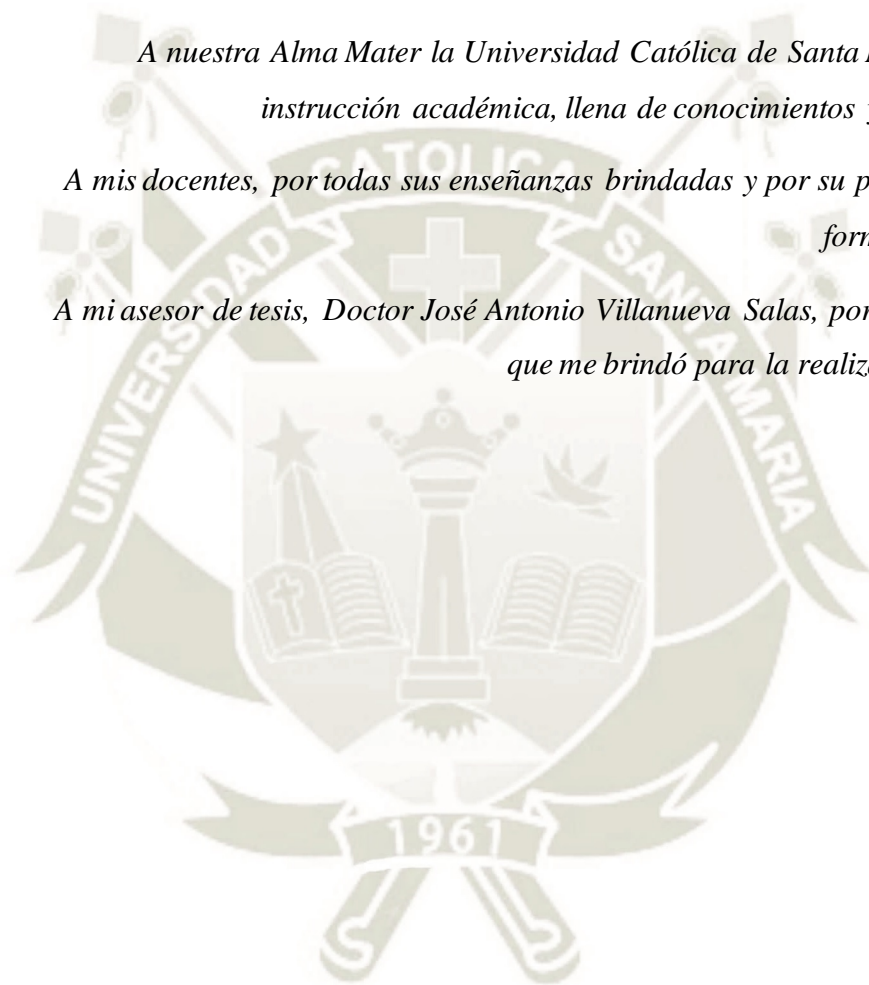 A nuestra Alma Mater la Universidad Católica de Santa
instrucción académica, llena de conocimientos
A mis docentes, por todas sus enseñanzas brindadas y por su
A mi asesor de tesis, Doctor José Antonio Villanueva Salas, por
que me brindó para la
UNIVERSIDAD CATOLICA SANTA MARIA
1961